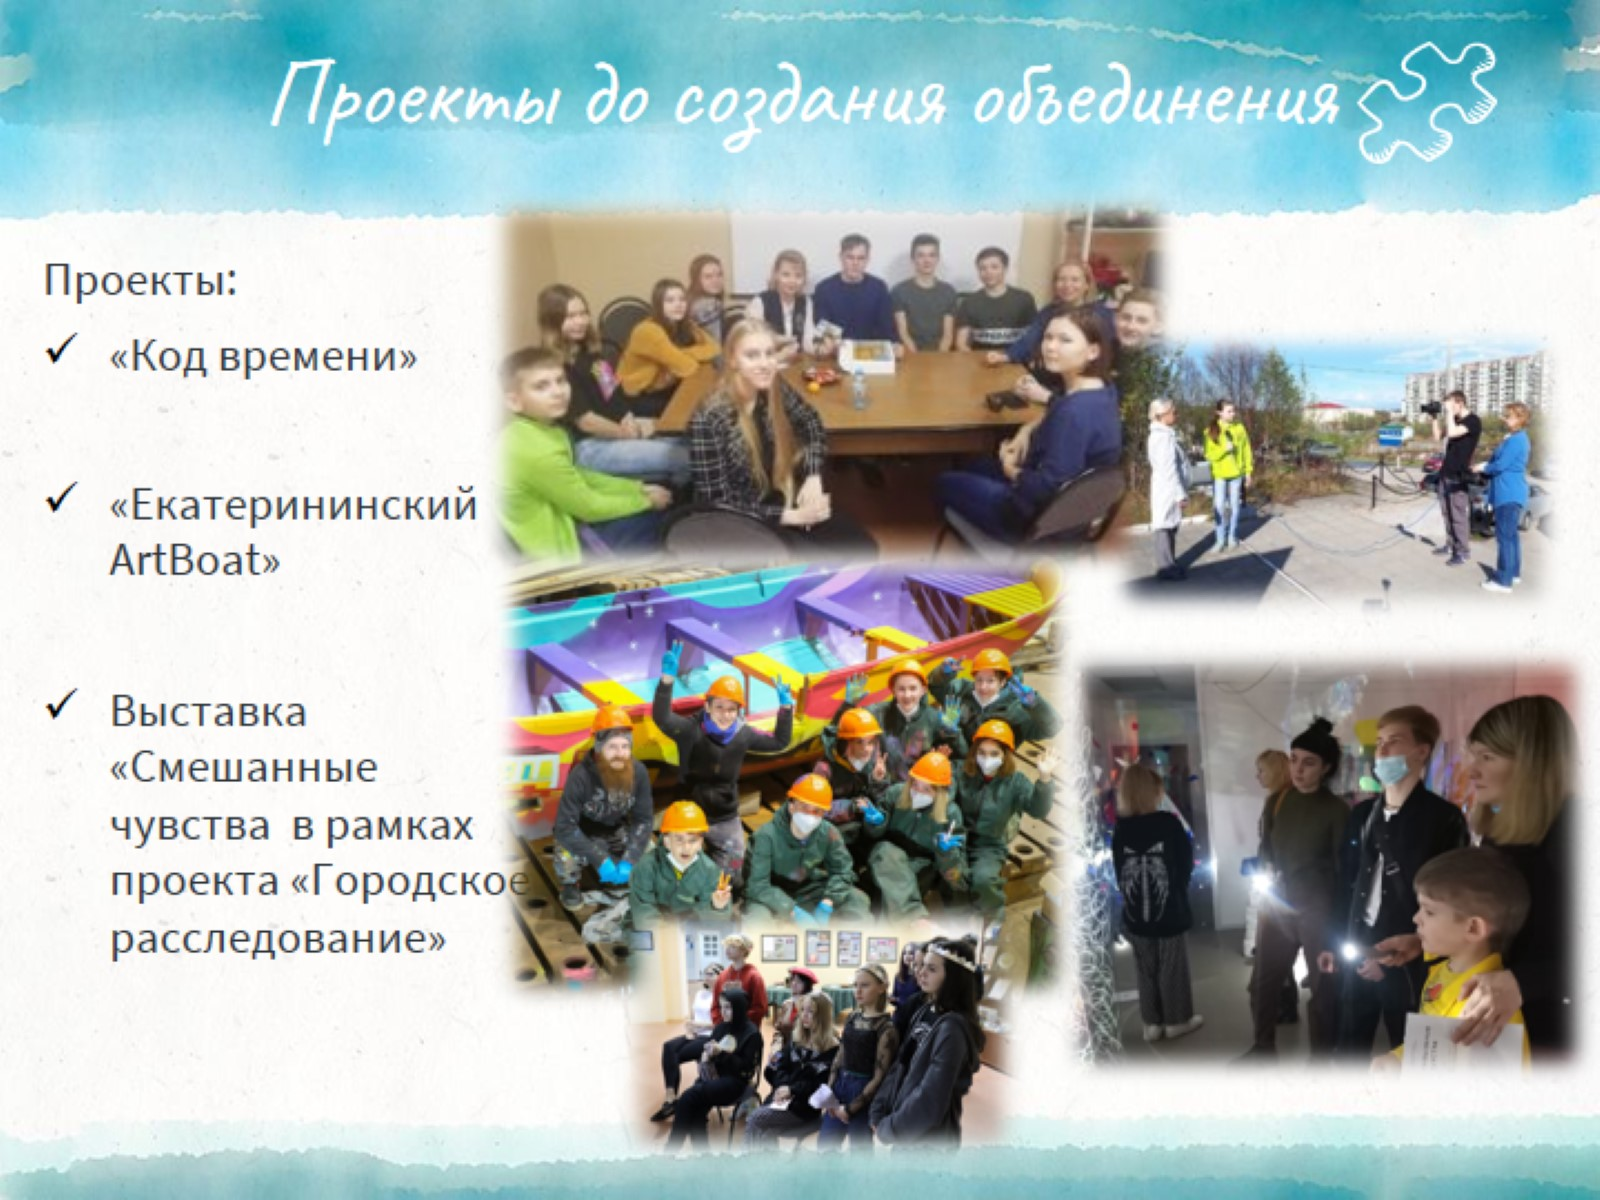 Проекты до создания объединения
Проекты:
✓ «Код времени»
✓ «Екатерининский
ArtBoat»
✓ Выставка
«Смешанные
чувства  в рамках
проекта «Городское
расследование»